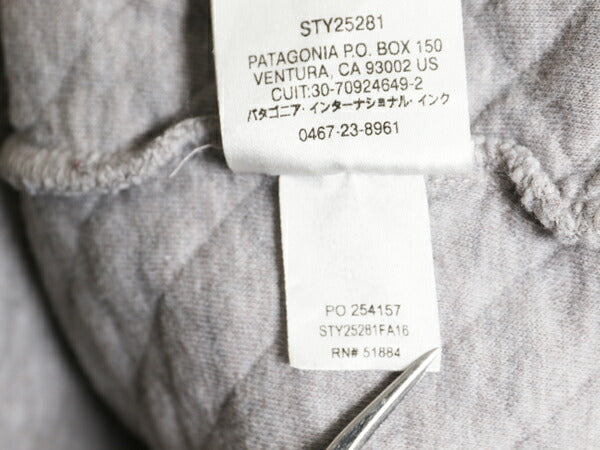 STY25281
PATAGONIA P.O. BOX 150
VENTURA, CA 93002 US
CUIT:30-70924649-2
パタゴニア・インターナショナル・インク
0467-23-8961
PO 254157
STY25281FA16
RN# 51884